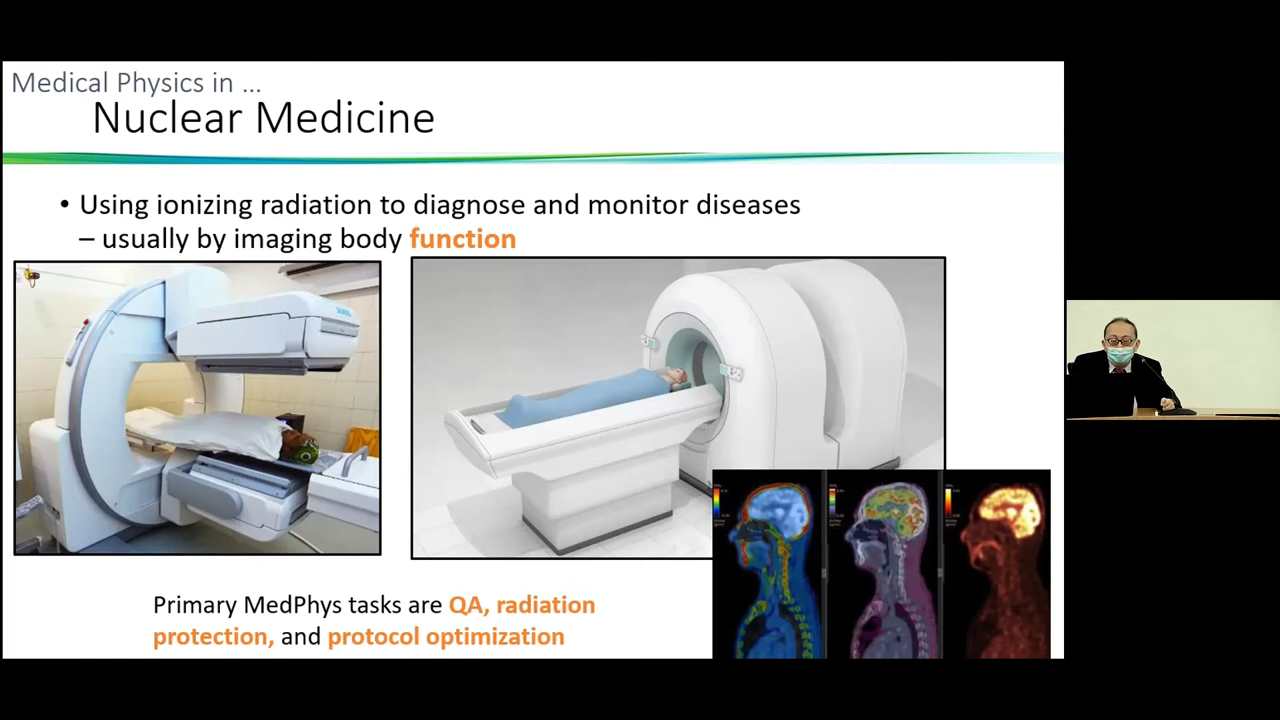 Medical Physics in ...
Nuclear Medicine
• Using ionizing radiation to diagnose and monitor diseases
– usually by imaging body function
Primary MedPhys tasks are QA, radiation
protection, and protocol optimization